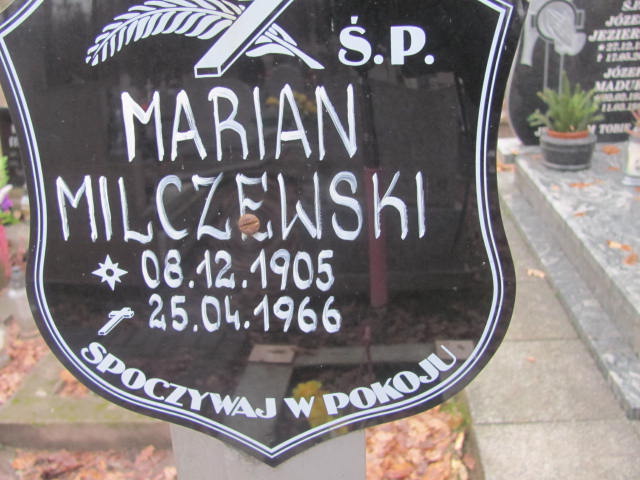 Ś.P.
MARIAN
MILCZEWSKI
08.12.1905
25.04.1966
SPOCZYWAJ W POKOJU